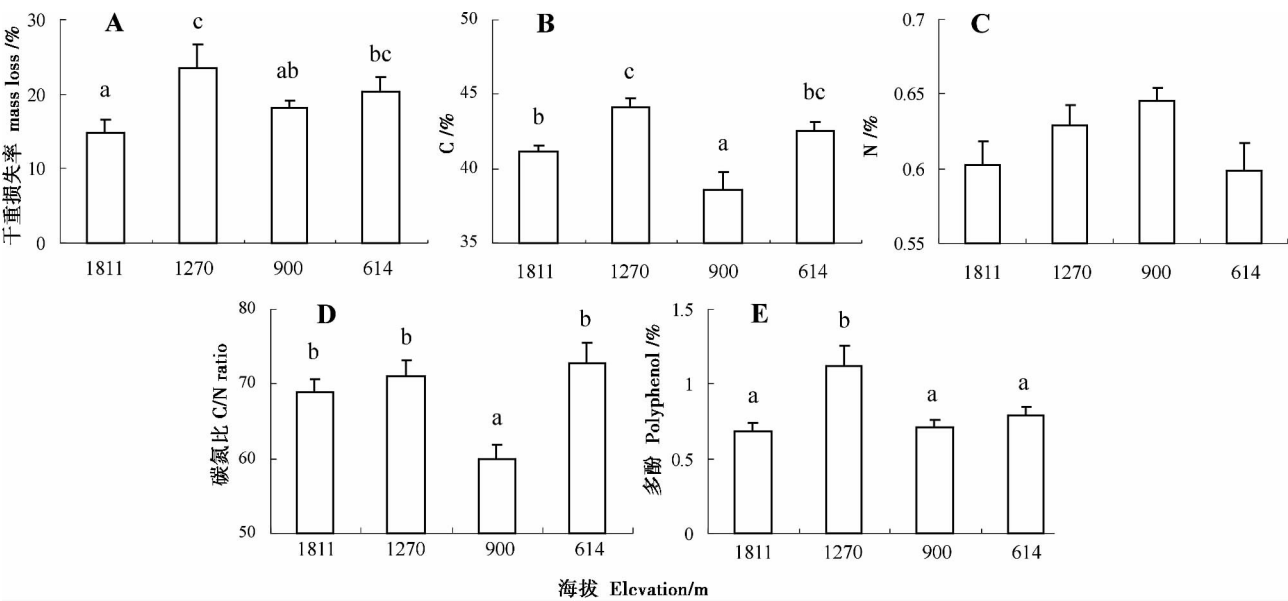 A
干重损失率 mass loss /%
30
20
10
0
a
c
ab
bc
1811
1270
900
614
B
C /%
50
45
40
35
b
c
a
bc
1811
1270
900
614
C
N /%
0.7
0.65
0.6
0.55
1811
1270
900
614
D
碳氮比 C/N ratio
80
70
60
50
b
b
a
b
1811
1270
900
614
E
多酚 Polyphenol /%
1.5
1
0.5
0
a
b
a
a
1811
1270
900
614
海拔 Elevation/m